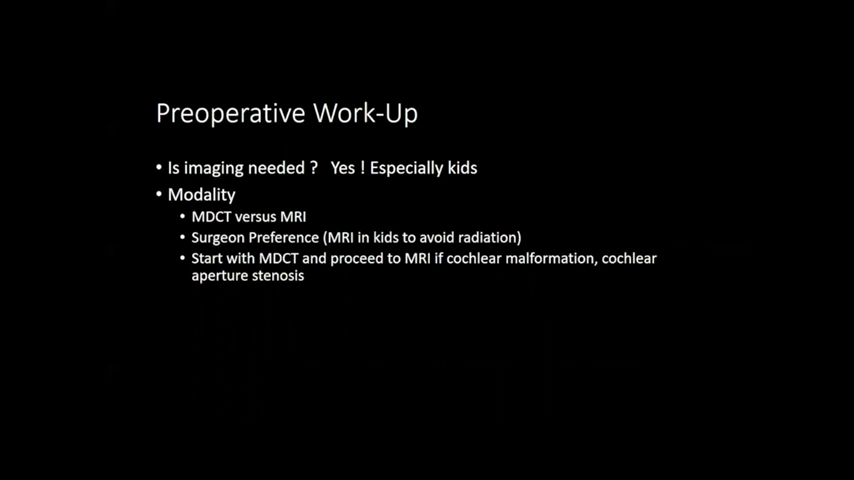 Preoperative Work-Up
• Is imaging needed ? Yes ! Especially kids
• Modality
• MDCT versus MRI
• Surgeon Preference (MRI in kids to avoid radiation)
• Start with MDCT and proceed to MRI if cochlear malformation, cochlear
aperture stenosis